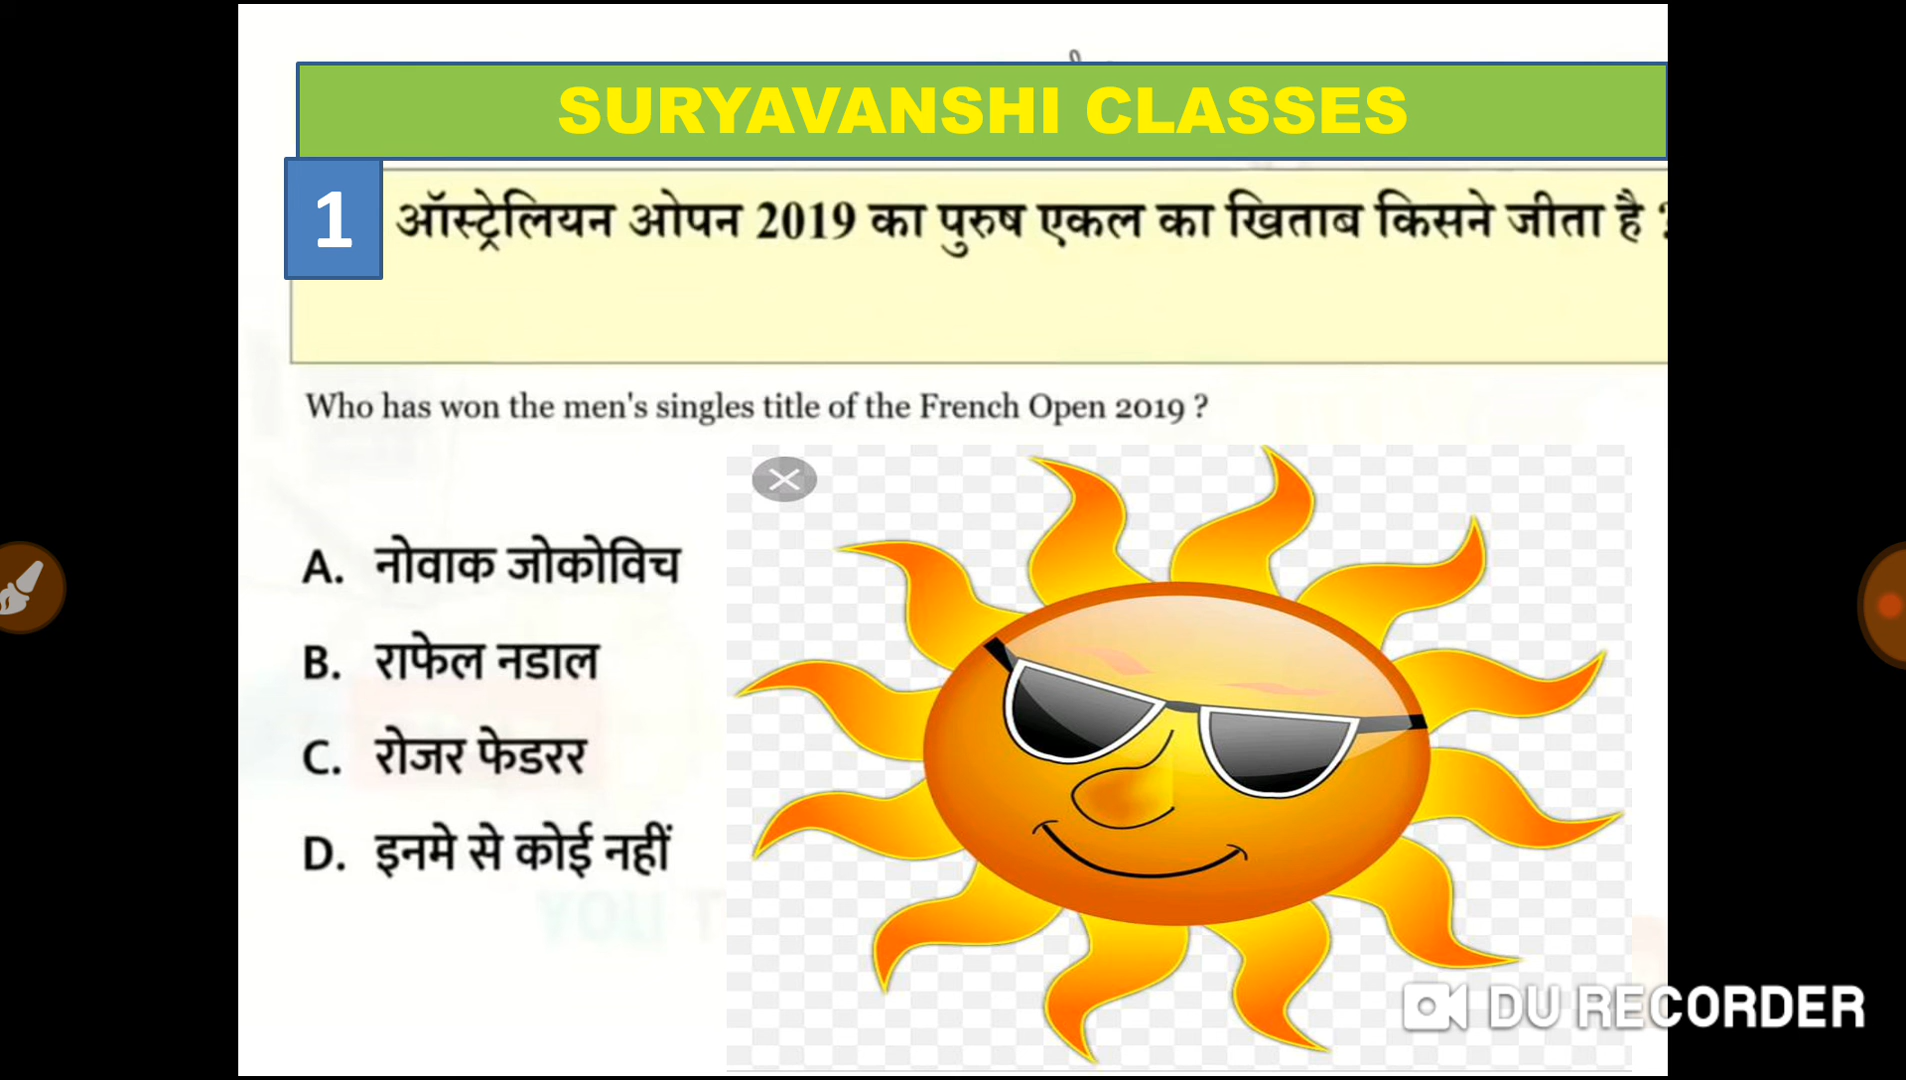 SURYAVANSHI CLASSES
1 ऑस्ट्रेलियन ओपन 2019 का पुरुष एकल का खिताब किसने जीता है ?
Who has won the men's singles title of the French Open 2019 ?
A. नोवाक जोकोविच
B. राफेल नडाल
C. रोजर फेडरर
D. इनमे से कोई नहीं
DU RECORDER